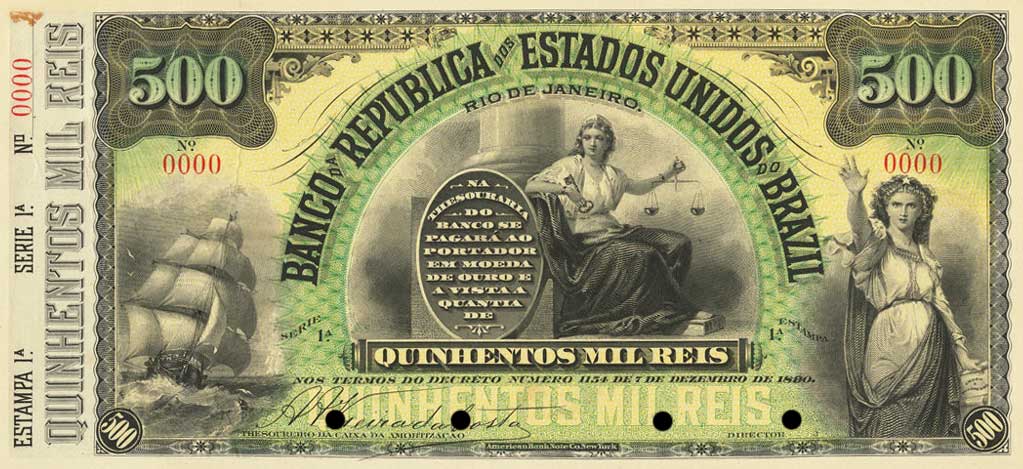 ESTAMPA 1ª SERIE 1ª Nº 0000
QUINHENTOS MIL REIS
500
500
Nº
0000
Nº
0000
BANCO DA REPUBLICA DOS ESTADOS UNIDOS DO BRAZIL
RIO DE JANEIRO.
NA
THESOURARIA
DO
BANCO SE
PAGARÁ AO
PORTADOR
EM MOEDA
DE OURO E
A VISTA A
QUANTIA
DE
SERIE
1ª
ESTAMPA
1ª
QUINHENTOS MIL REIS
NOS TERMOS DO DECRETO NUMERO 1154 DE 7 DE DEZEMBRO DE 1890.
QUINHENTOS MIL REIS
THESOUREIRO DA CAIXA DA AMORTIZAÇÃO
DIRECTOR
500
500
American Bank Note Co. New York